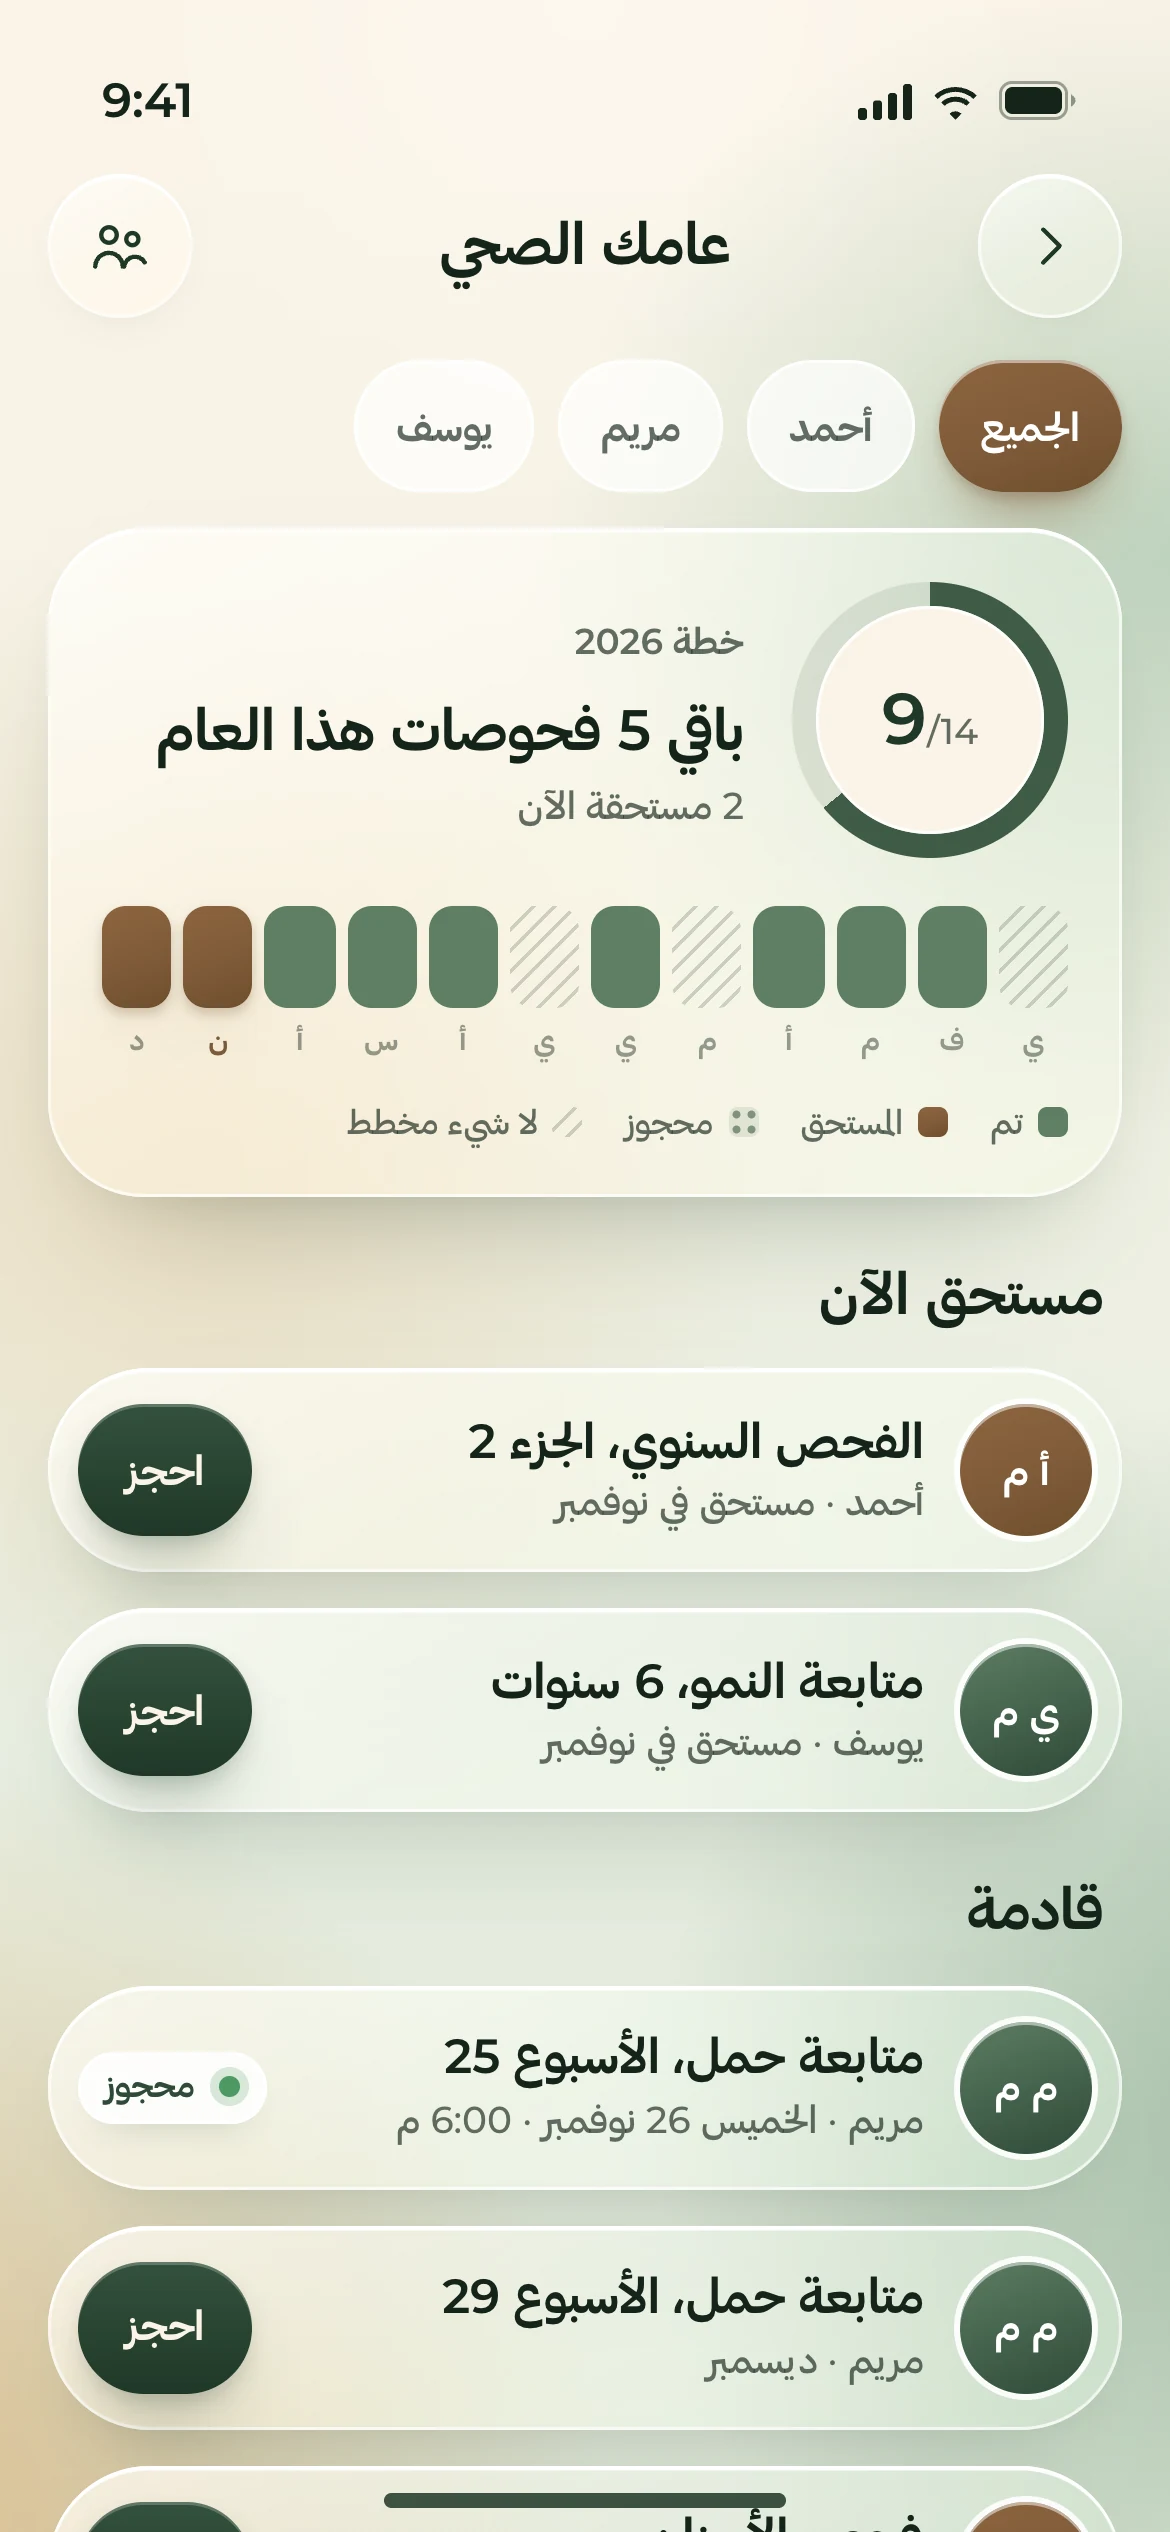 9:41
عامك الصحي
الجميع
أحمد
مريم
يوسف
9/14
خطة 2026
باقي 5 فحوصات هذا العام
2 مستحقة الآن
ي ف م أ م ي ي أ س أ ن د
تم
المستحق
محجوز
لا شيء مخطط
مستحق الآن
أ م
الفحص السنوي، الجزء 2
أحمد · مستحق في نوفمبر
احجز
ي م
متابعة النمو، 6 سنوات
يوسف · مستحق في نوفمبر
احجز
قادمة
م م
متابعة حمل، الأسبوع 25
مريم · الخميس 26 نوفمبر · 6:00 م
محجوز
م م
متابعة حمل، الأسبوع 29
مريم · ديسمبر
احجز